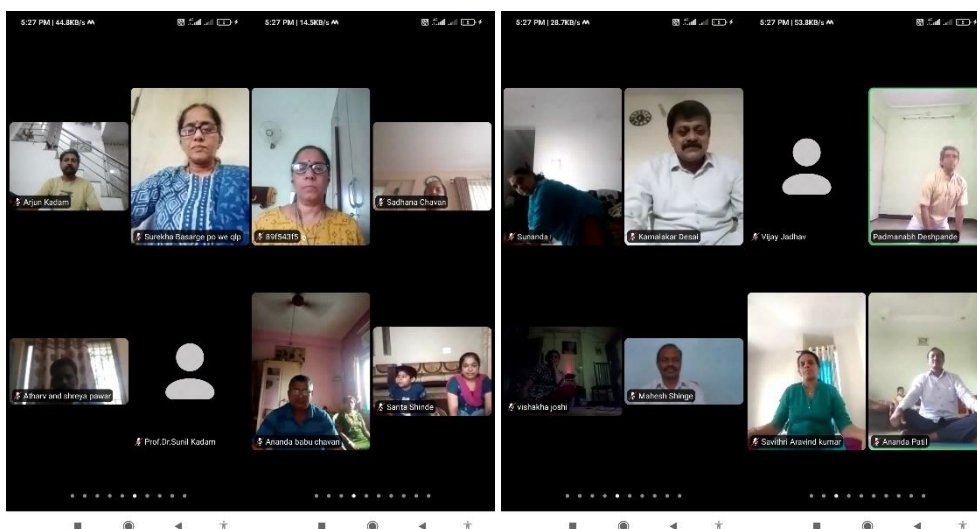 5:27 PM | 44.8KB/s
5:27 PM | 14.5KB/s
5:27 PM | 28.7KB/s
5:27 PM | 53.8KB/s
Arjun Kadam
Surekha Basarge po we qlp
89f543f5
Sadhana Chavan
Sunanda
Kamalakar Desai
Vijay Jadhav
Padmanabh Deshpande
Atharv and shreya pawar
Prof.Dr.Sunil Kadam
Ananda babu chavan
Santa Shinde
vishakha joshi
Mahesh Shinge
Savithri Aravind kumar
Ananda Patil